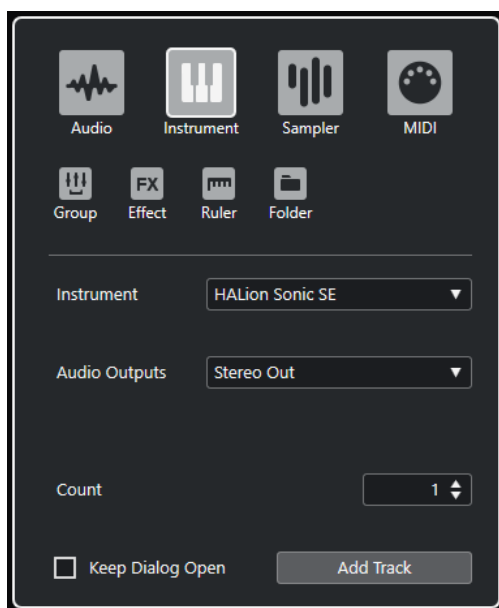 Audio Instrument Sampler MIDI
FX
Group Effect Ruler Folder
Instrument HALion Sonic SE
Audio Outputs Stereo Out
Count 1
Keep Dialog Open Add Track